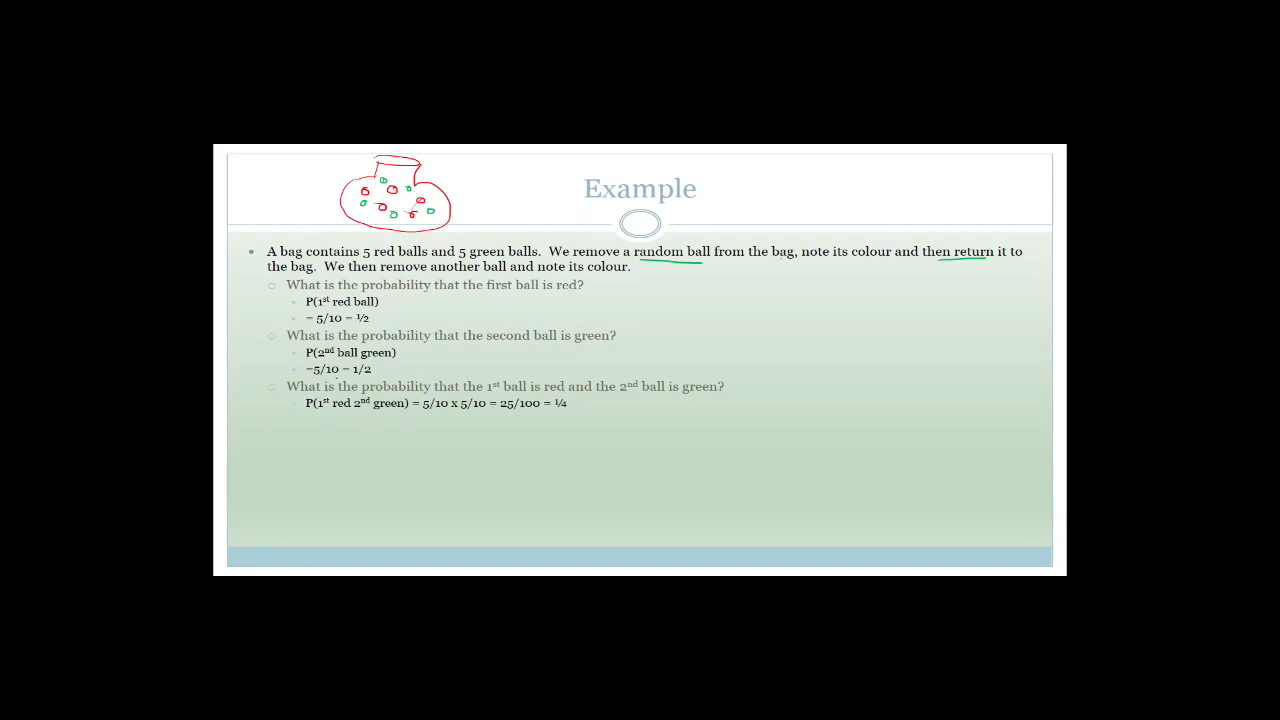 Example
A bag contains 5 red balls and 5 green balls. We remove a random ball from the bag, note its colour and then return it to
the bag. We then remove another ball and note its colour.
What is the probability that the first ball is red?
P(1st red ball)
= 5/10 = ½
What is the probability that the second ball is green?
P(2nd ball green)
=5/10 = 1/2
What is the probability that the 1st ball is red and the 2nd ball is green?
P(1st red 2nd green) = 5/10 x 5/10 = 25/100 = ¼